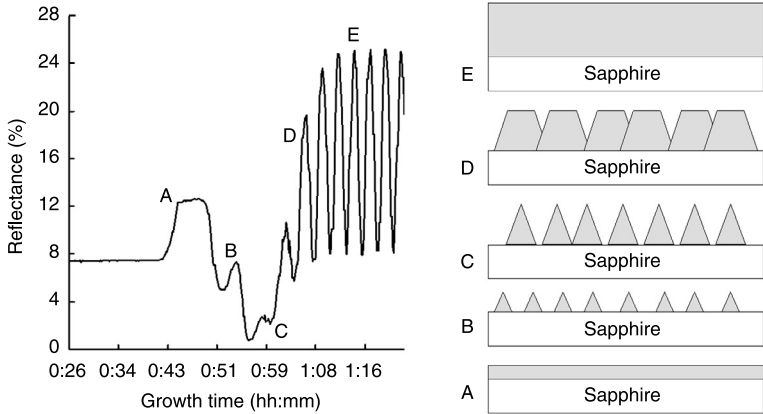 28
24
20
16
12
8
4
0
Reflectance (%)
0:26 0:34 0:43 0:51 0:59 1:08 1:16
Growth time (hh:mm)
A
B
C
D
E
E Sapphire
D Sapphire
C Sapphire
B Sapphire
A Sapphire